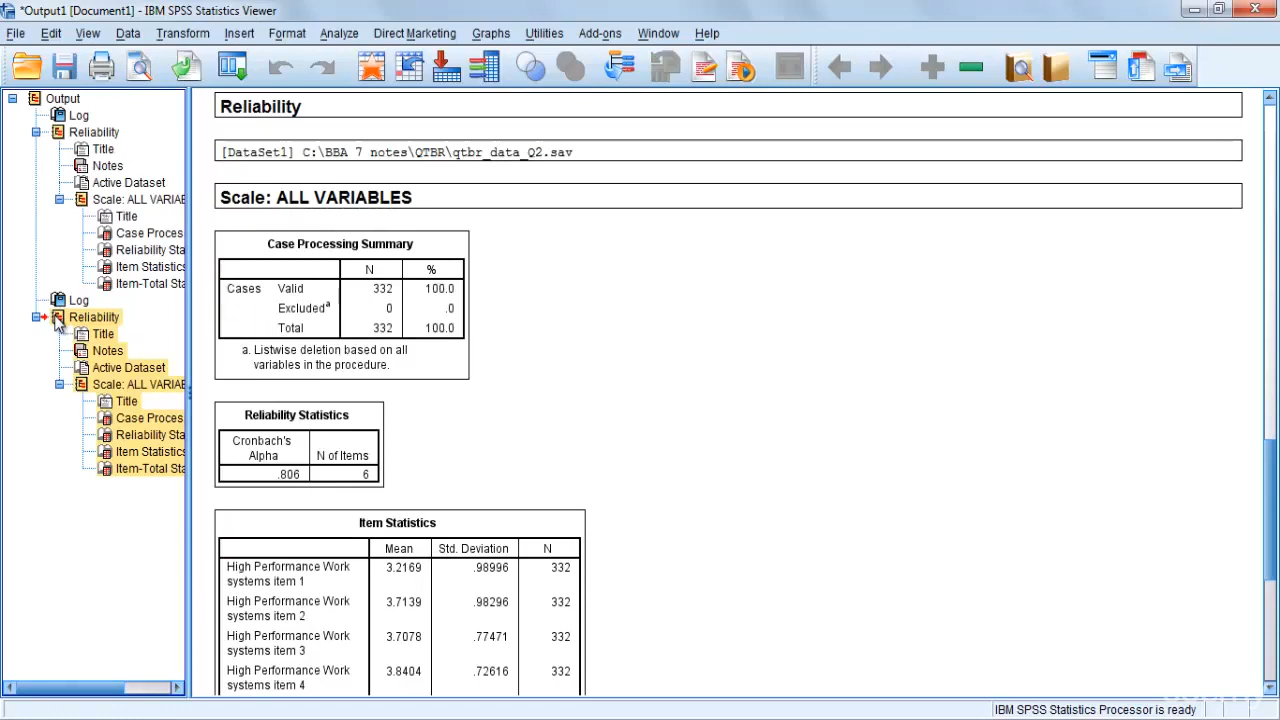 *Output1 [Document1] - IBM SPSS Statistics Viewer
File Edit View Data Transform Insert Format Analyze Direct Marketing Graphs Utilities Add-ons Window Help
Output
Log
Reliability
Title
Notes
Active Dataset
Scale: ALL VARIAB
Title
Case Proces
Reliability Sta
Item Statistics
Item-Total Sta
Log
Reliability
Title
Notes
Active Dataset
Scale: ALL VARIAB
Title
Case Proces
Reliability Sta
Item Statistics
Item-Total Sta
Reliability
[DataSet1] C:\BBA 7 notes\QTBR\qtbr_data_Q2.sav
Scale: ALL VARIABLES
Case Processing Summary
N %
Cases Valid 332 100.0
Excludedᵃ 0 .0
Total 332 100.0
a. Listwise deletion based on all
variables in the procedure.
Reliability Statistics
Cronbach's
Alpha N of Items
.806 6
Item Statistics
Mean Std. Deviation N
High Performance Work 3.2169 .98996 332
systems item 1
High Performance Work 3.7139 .98296 332
systems item 2
High Performance Work 3.7078 .77471 332
systems item 3
High Performance Work 3.8404 .72616 332
systems item 4
IBM SPSS Statistics Processor is ready